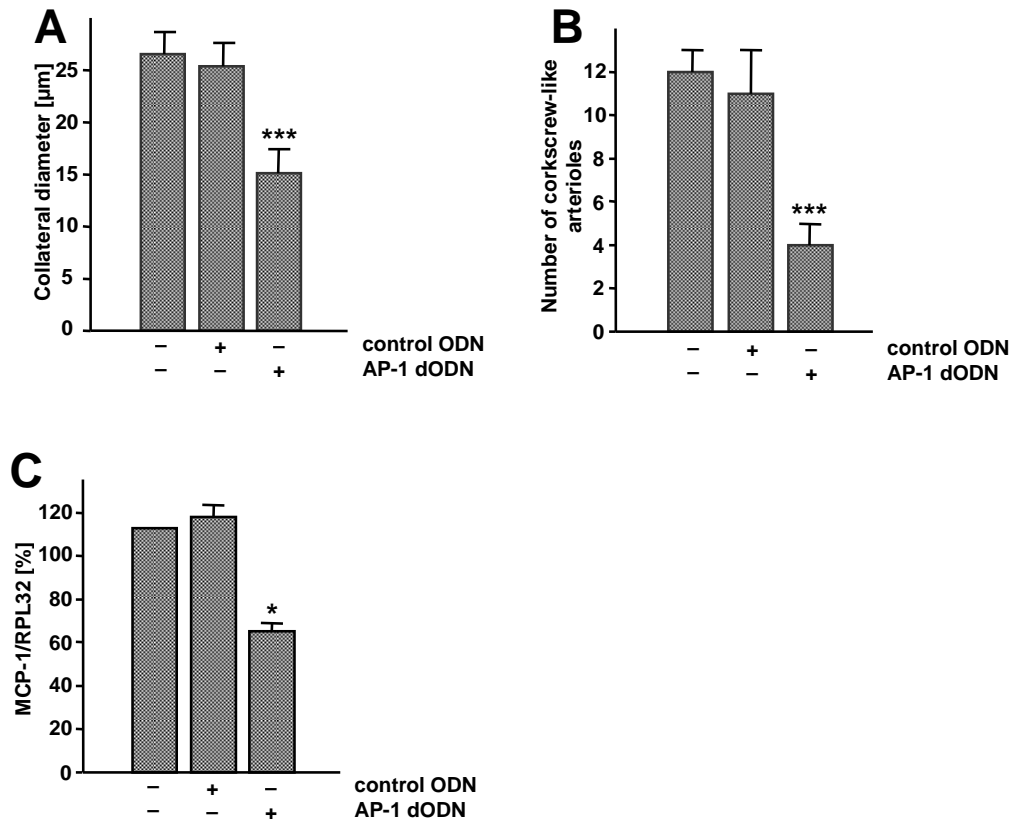 A
Collateral diameter [µm]
25
20
15
10
5
0
***
– + – control ODN
– – + AP-1 dODN
B
Number of corkscrew-like
arterioles
12
10
8
6
4
2
0
***
– + – control ODN
– – + AP-1 dODN
C
MCP-1/RPL32 [%]
120
100
80
60
40
20
0
*
– + – control ODN
– – + AP-1 dODN